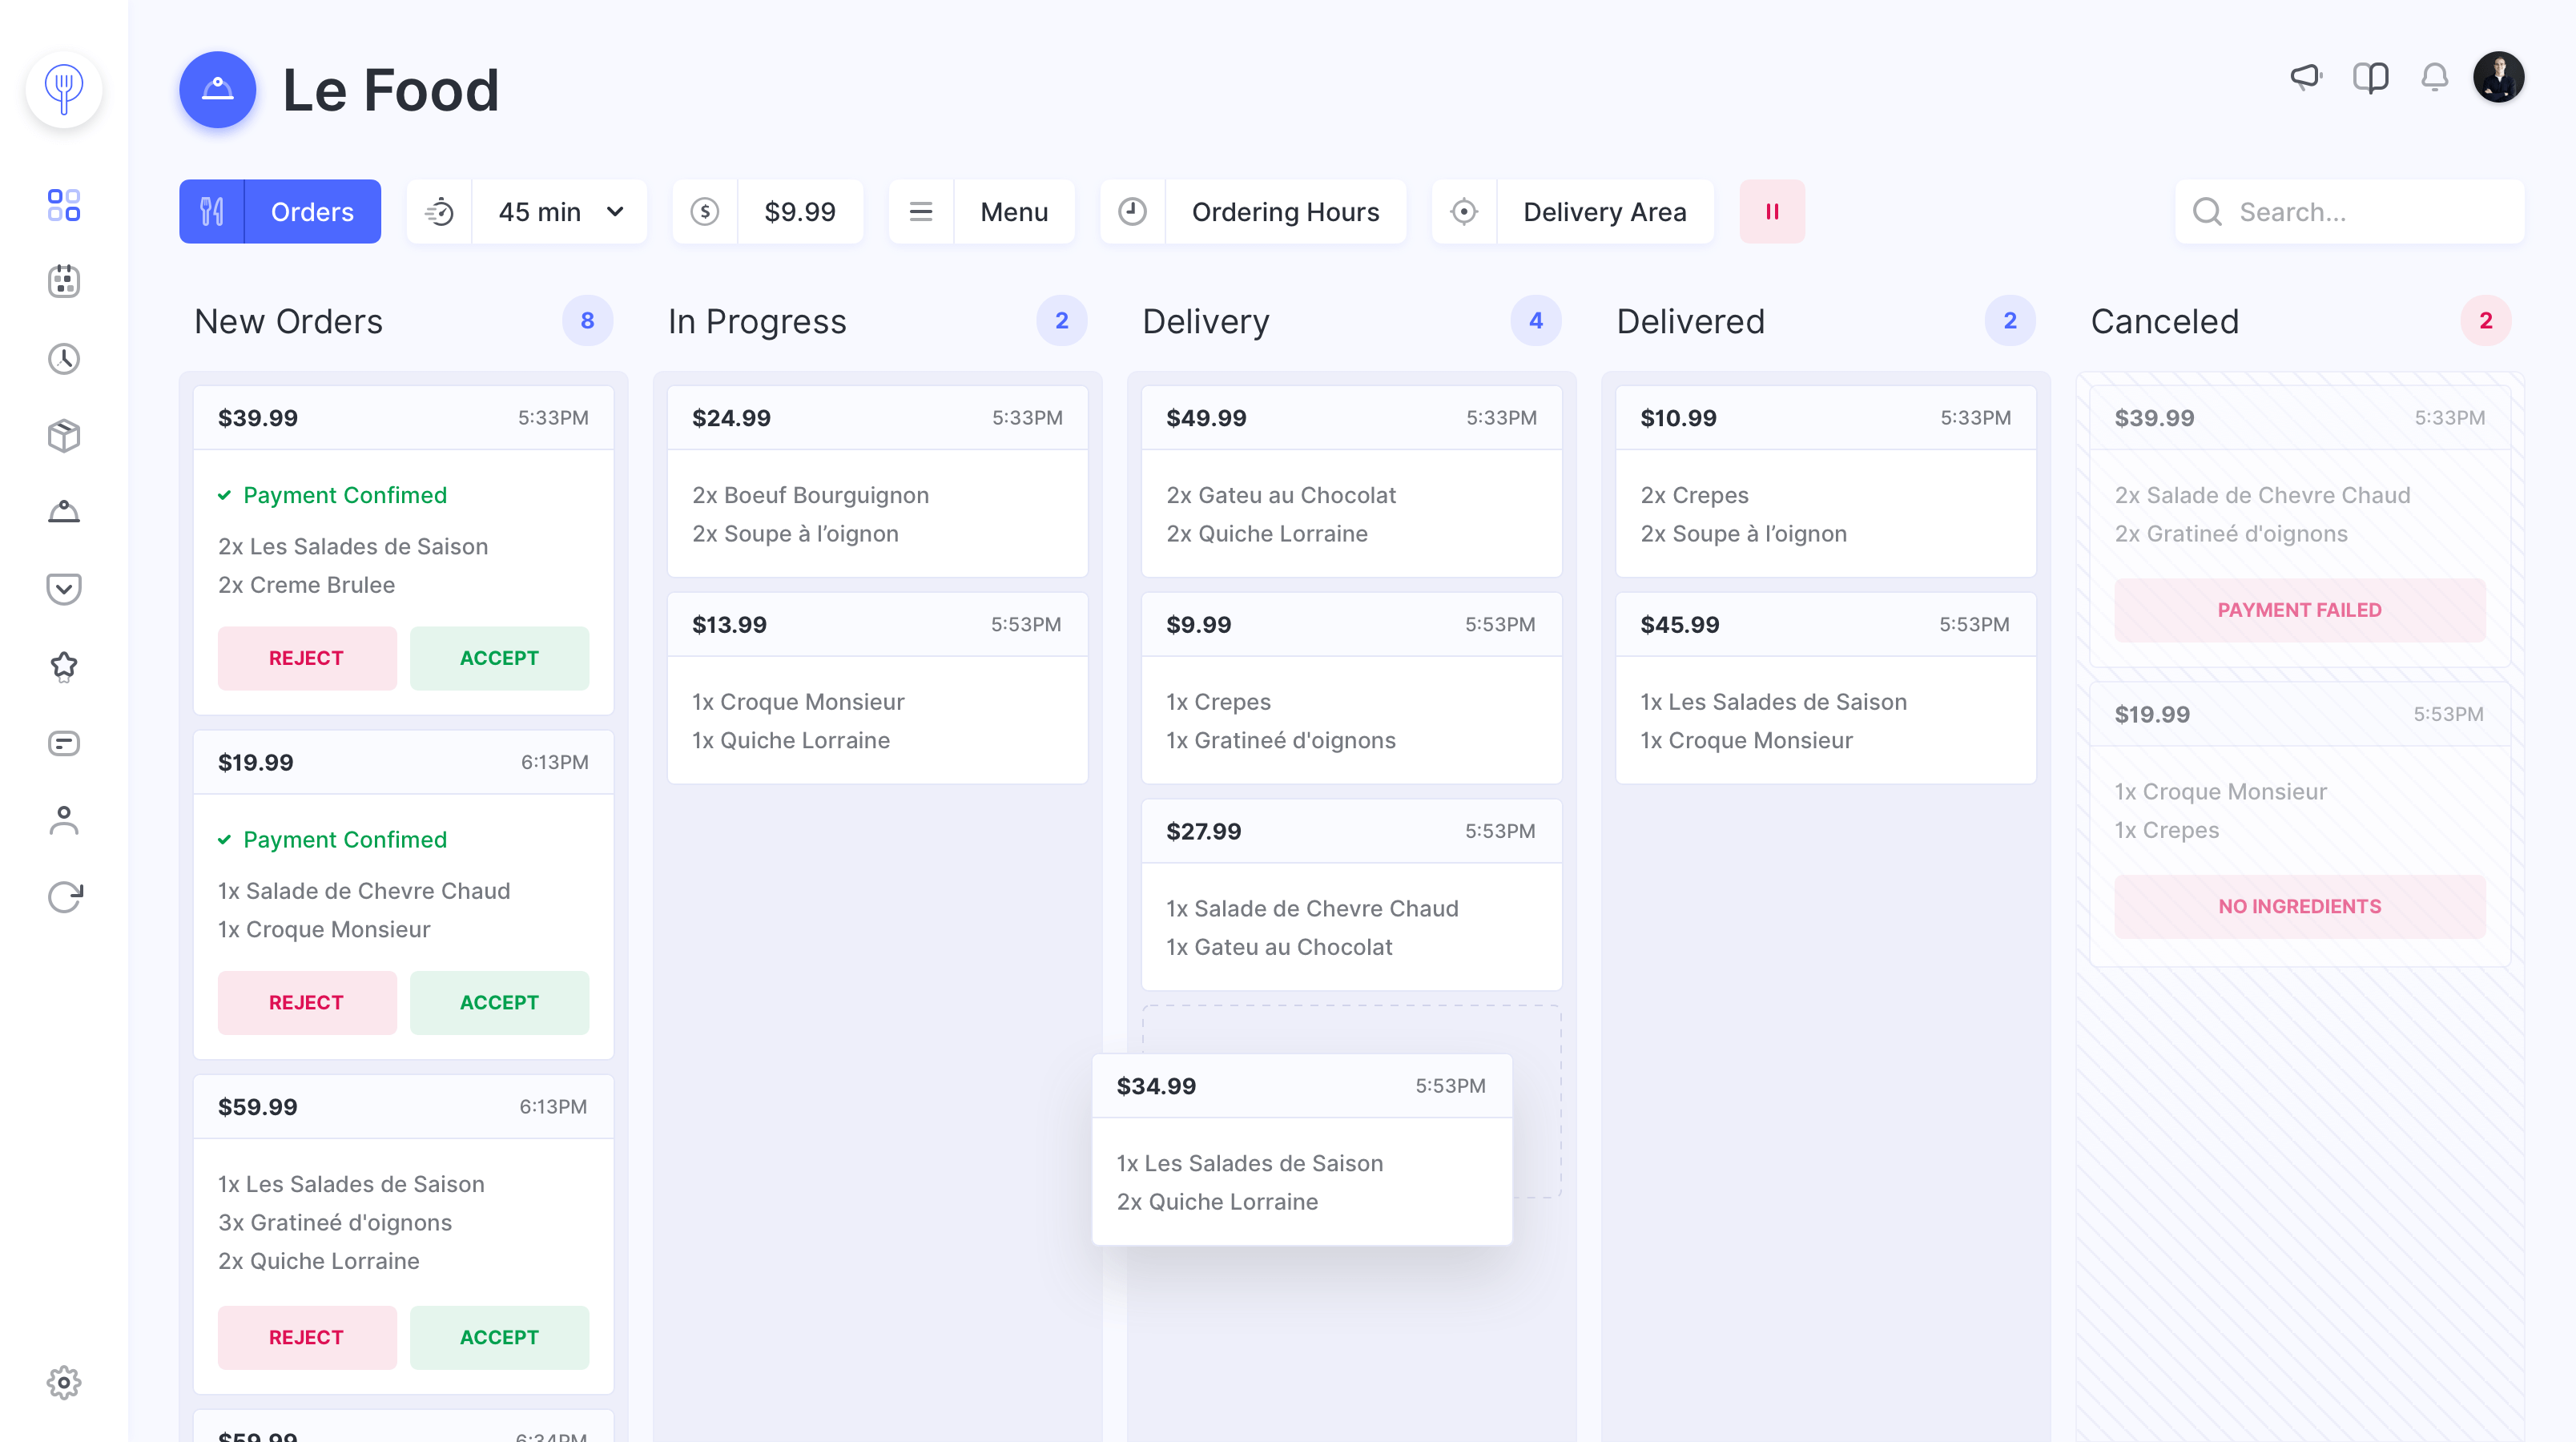 Le Food
Orders
45 min
$9.99
Menu
Ordering Hours
Delivery Area
Search...
New Orders 8
$39.99 5:33PM
Payment Confimed
2x Les Salades de Saison
2x Creme Brulee
REJECT ACCEPT
$19.99 6:13PM
Payment Confimed
1x Salade de Chevre Chaud
1x Croque Monsieur
REJECT ACCEPT
$59.99 6:13PM
1x Les Salades de Saison
3x Gratineé d'oignons
2x Quiche Lorraine
REJECT ACCEPT
$59.99 6:34PM
In Progress 2
$24.99 5:33PM
2x Boeuf Bourguignon
2x Soupe à l’oignon
$13.99 5:53PM
1x Croque Monsieur
1x Quiche Lorraine
Delivery 4
$49.99 5:33PM
2x Gateu au Chocolat
2x Quiche Lorraine
$9.99 5:53PM
1x Crepes
1x Gratineé d'oignons
$27.99 5:53PM
1x Salade de Chevre Chaud
1x Gateu au Chocolat
$34.99 5:53PM
1x Les Salades de Saison
2x Quiche Lorraine
Delivered 2
$10.99 5:33PM
2x Crepes
2x Soupe à l’oignon
$45.99 5:53PM
1x Les Salades de Saison
1x Croque Monsieur
Canceled 2
$39.99 5:33PM
2x Salade de Chevre Chaud
2x Gratineé d'oignons
PAYMENT FAILED
$19.99 5:53PM
1x Croque Monsieur
1x Crepes
NO INGREDIENTS